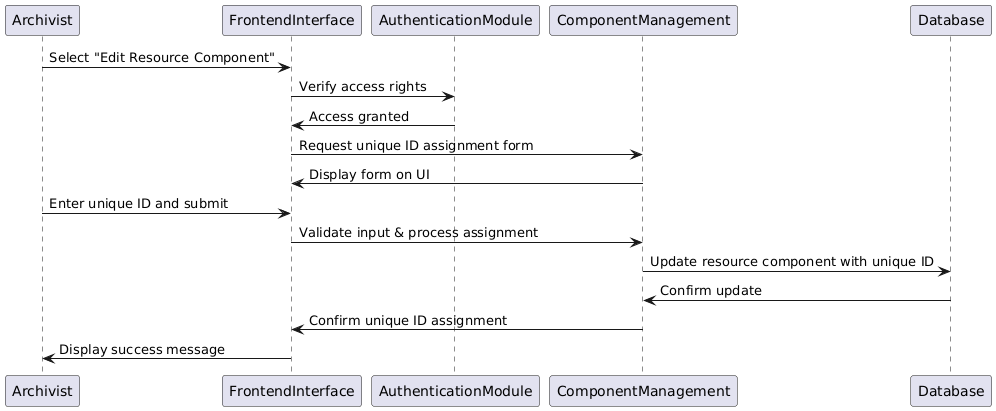 Archivist
FrontendInterface
AuthenticationModule
ComponentManagement
Database
Select "Edit Resource Component"
Verify access rights
Access granted
Request unique ID assignment form
Display form on UI
Enter unique ID and submit
Validate input & process assignment
Update resource component with unique ID
Confirm update
Confirm unique ID assignment
Display success message
Archivist
FrontendInterface
AuthenticationModule
ComponentManagement
Database